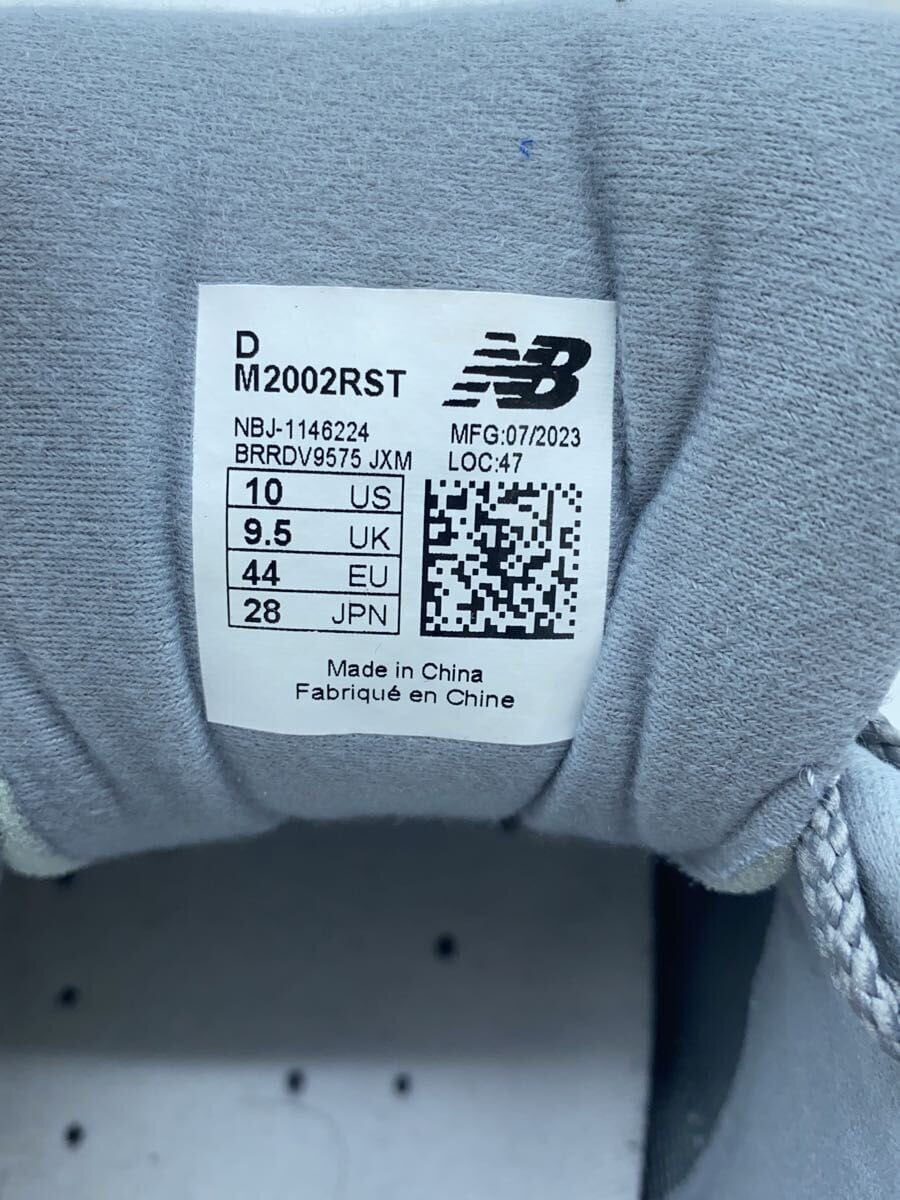 D
M2002RST
NB
NBJ-1146224
MFG:07/2023
BRRDV9575 JXM
LOC:47
10 US
9.5 UK
44 EU
28 JPN
Made in China
Fabriqué en Chine